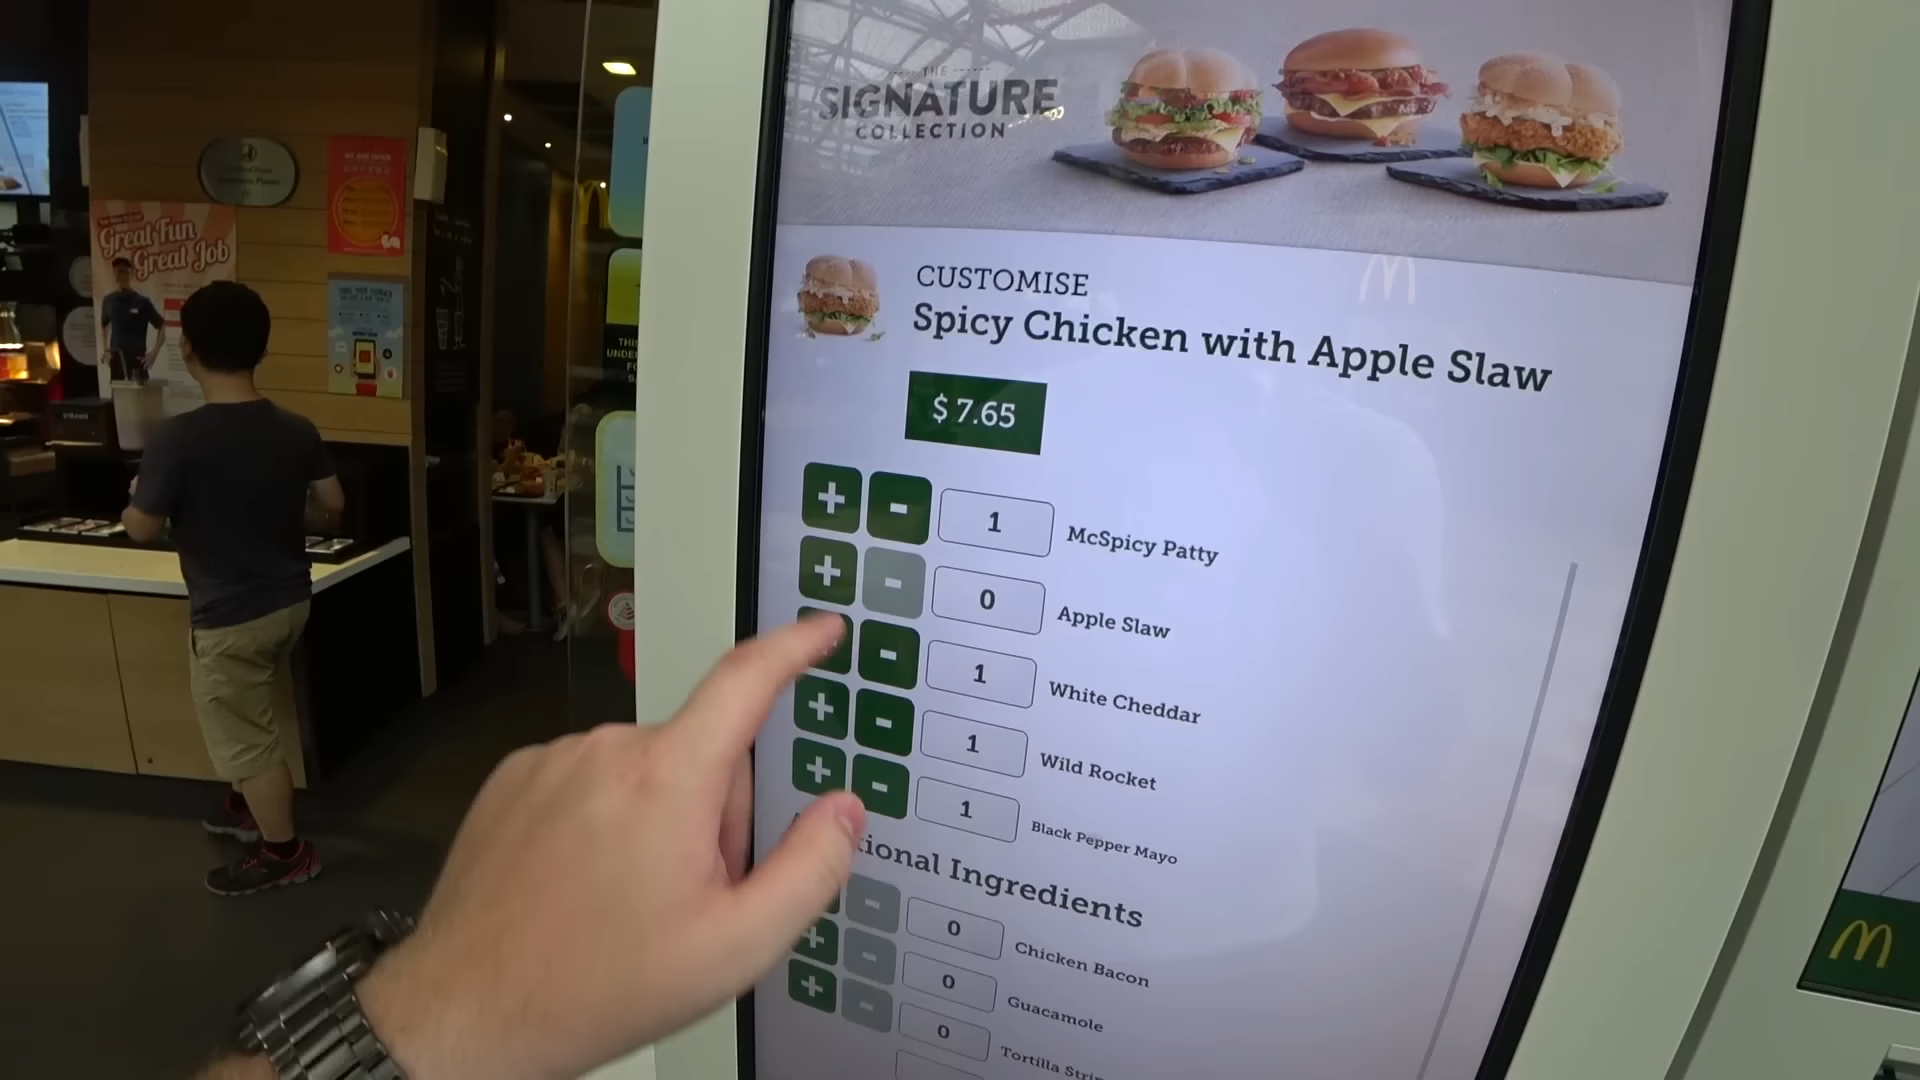 THE
SIGNATURE
COLLECTION
Great Fun
Great Job
CUSTOMISE
Spicy Chicken with Apple Slaw
$ 7.65
+ - 1 McSpicy Patty
+ - 0 Apple Slaw
- 1 White Cheddar
+ - 1 Wild Rocket
+ - 1 Black Pepper Mayo
tional Ingredients
- 0 Chicken Bacon
+ - 0 Guacamole
+ - 0 Tortilla
STRAWS